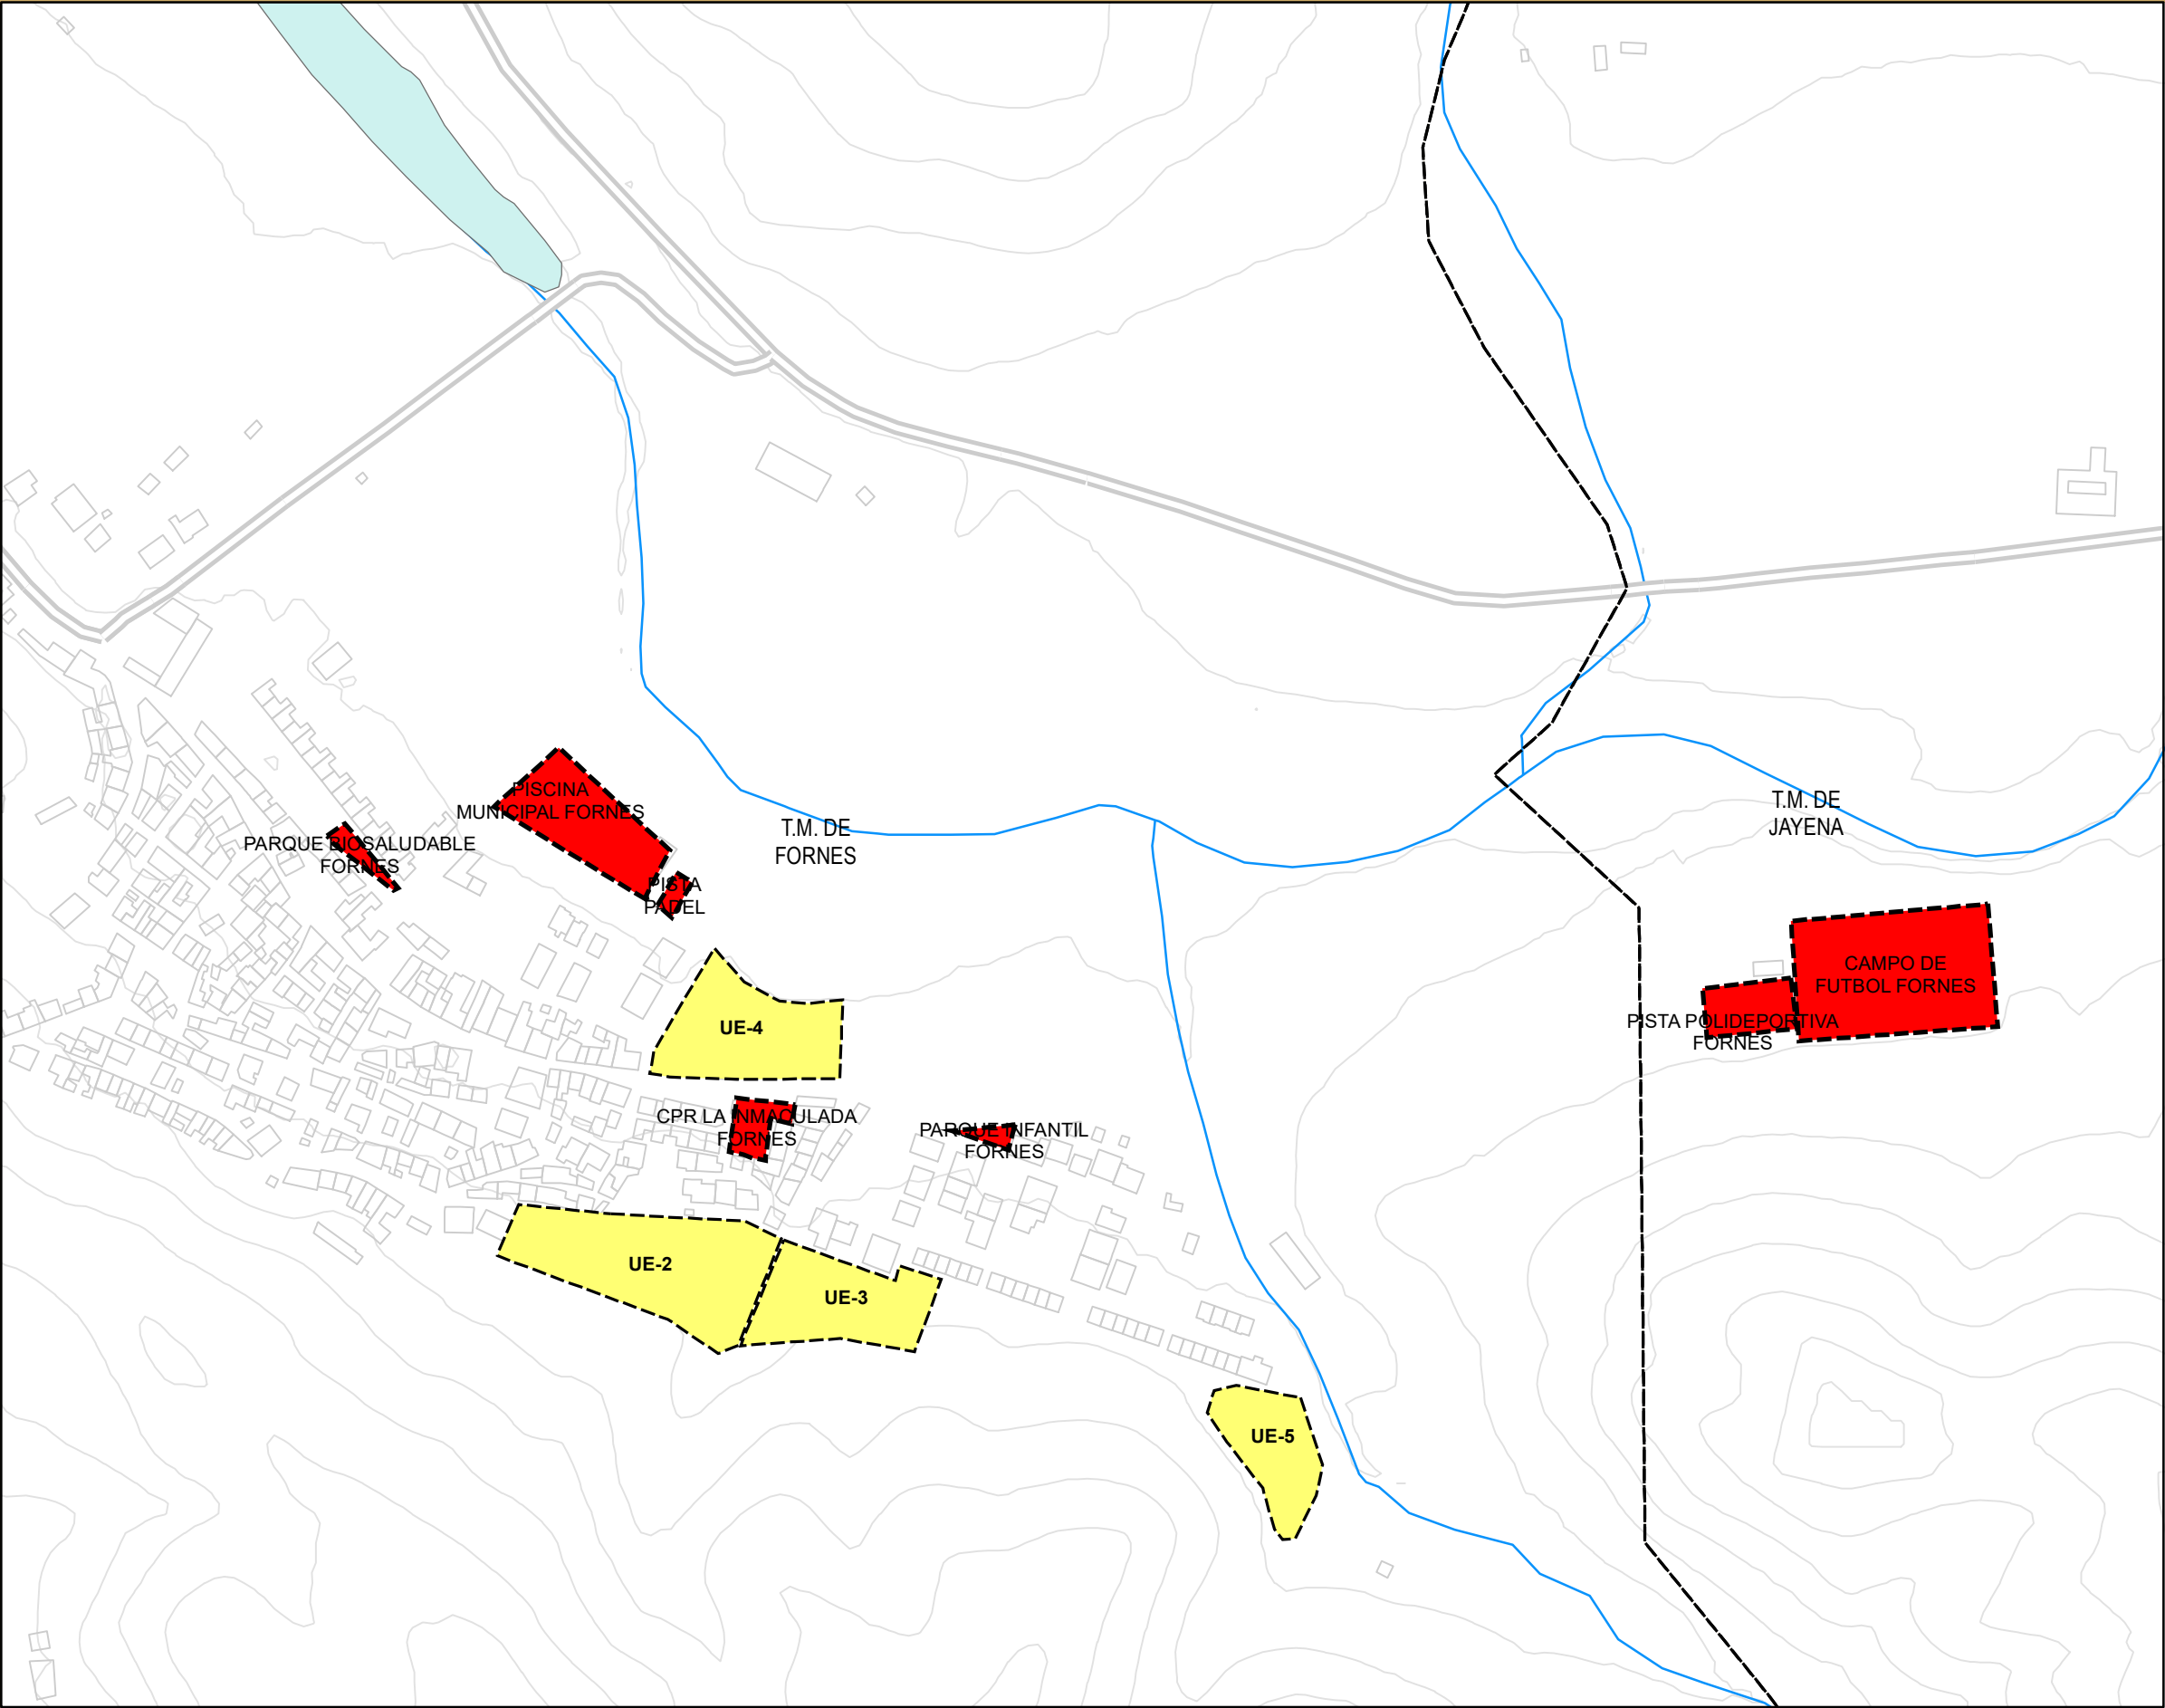 PISCINA
MUNICIPAL FORNES
T.M. DE
JAYENA
T.M. DE
FORNES
PARQUE BIOSALUDABLE
FORNES
PISTA
PADEL
CAMPO DE
FUTBOL FORNES
PISTA POLIDEPORTIVA
FORNES
UE-4
CPR LA INMACULADA
FORNES
PARQUE INFANTIL
FORNES
UE-2
UE-3
UE-5